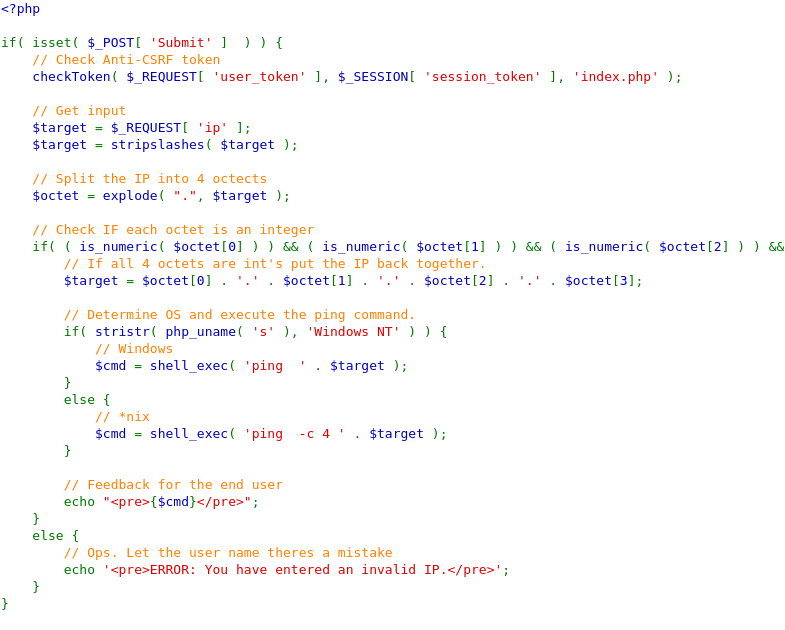 <?php
if( isset( $_POST[ 'Submit' ]  ) ) {
    // Check Anti-CSRF token
    checkToken( $_REQUEST[ 'user_token' ], $_SESSION[ 'session_token' ], 'index.php' );
    // Get input
    $target = $_REQUEST[ 'ip' ];
    $target = stripslashes( $target );
    // Split the IP into 4 octects
    $octet = explode( ".", $target );
    // Check IF each octet is an integer
    if( ( is_numeric( $octet[0] ) ) && ( is_numeric( $octet[1] ) ) && ( is_numeric( $octet[2] ) ) &&
        // If all 4 octets are int's put the IP back together.
        $target = $octet[0] . '.' . $octet[1] . '.' . $octet[2] . '.' . $octet[3];
        // Determine OS and execute the ping command.
        if( stristr( php_uname( 's' ), 'Windows NT' ) ) {
            // Windows
            $cmd = shell_exec( 'ping  ' . $target );
        }
        else {
            // *nix
            $cmd = shell_exec( 'ping  -c 4 ' . $target );
        }
        // Feedback for the end user
        echo "<pre>{$cmd}</pre>";
    }
    else {
        // Ops. Let the user name theres a mistake
        echo '<pre>ERROR: You have entered an invalid IP.</pre>';
    }
}